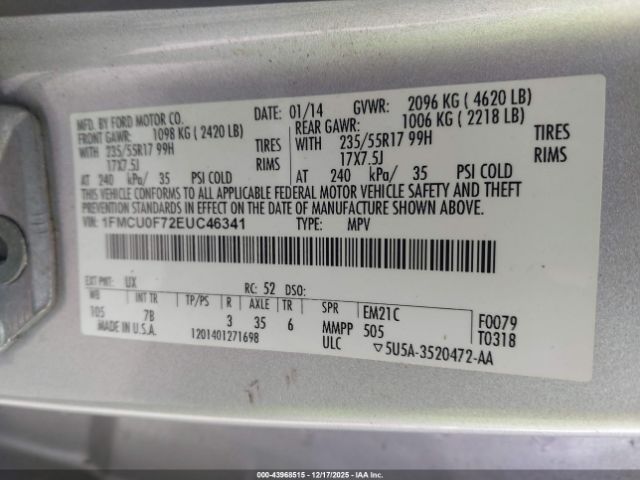 MFD. BY FORD MOTOR CO.
DATE: 01/14 GVWR: 2096 KG ( 4620 LB)
FRONT GAWR: 1098 KG ( 2420 LB)
REAR GAWR: 1006 KG ( 2218 LB)
WITH 235/55R17 99H TIRES
17X7.5J RIMS
AT 240 kPa/ 35 PSI COLD
WITH 235/55R17 99H TIRES
17X7.5J RIMS
AT 240 kPa/ 35 PSI COLD
THIS VEHICLE CONFORMS TO ALL APPLICABLE FEDERAL MOTOR VEHICLE SAFETY AND THEFT
PREVENTION STANDARDS IN EFFECT ON THE DATE OF MANUFACTURE SHOWN ABOVE.
VIN: 1FMCU0F72EUC46341 TYPE: MPV
EXT PNT: UX RC: 52 DSO:
WB INT TR TP/PS R AXLE TR SPR EM21C F0079
105 7B 3 35 6 MMPP 505 T0318
MADE IN U.S.A. 1201401271698 ULC ▽5U5A-3520472-AA
© Stock: 000-43968515 | 12/17/2025 | IAA Inc.